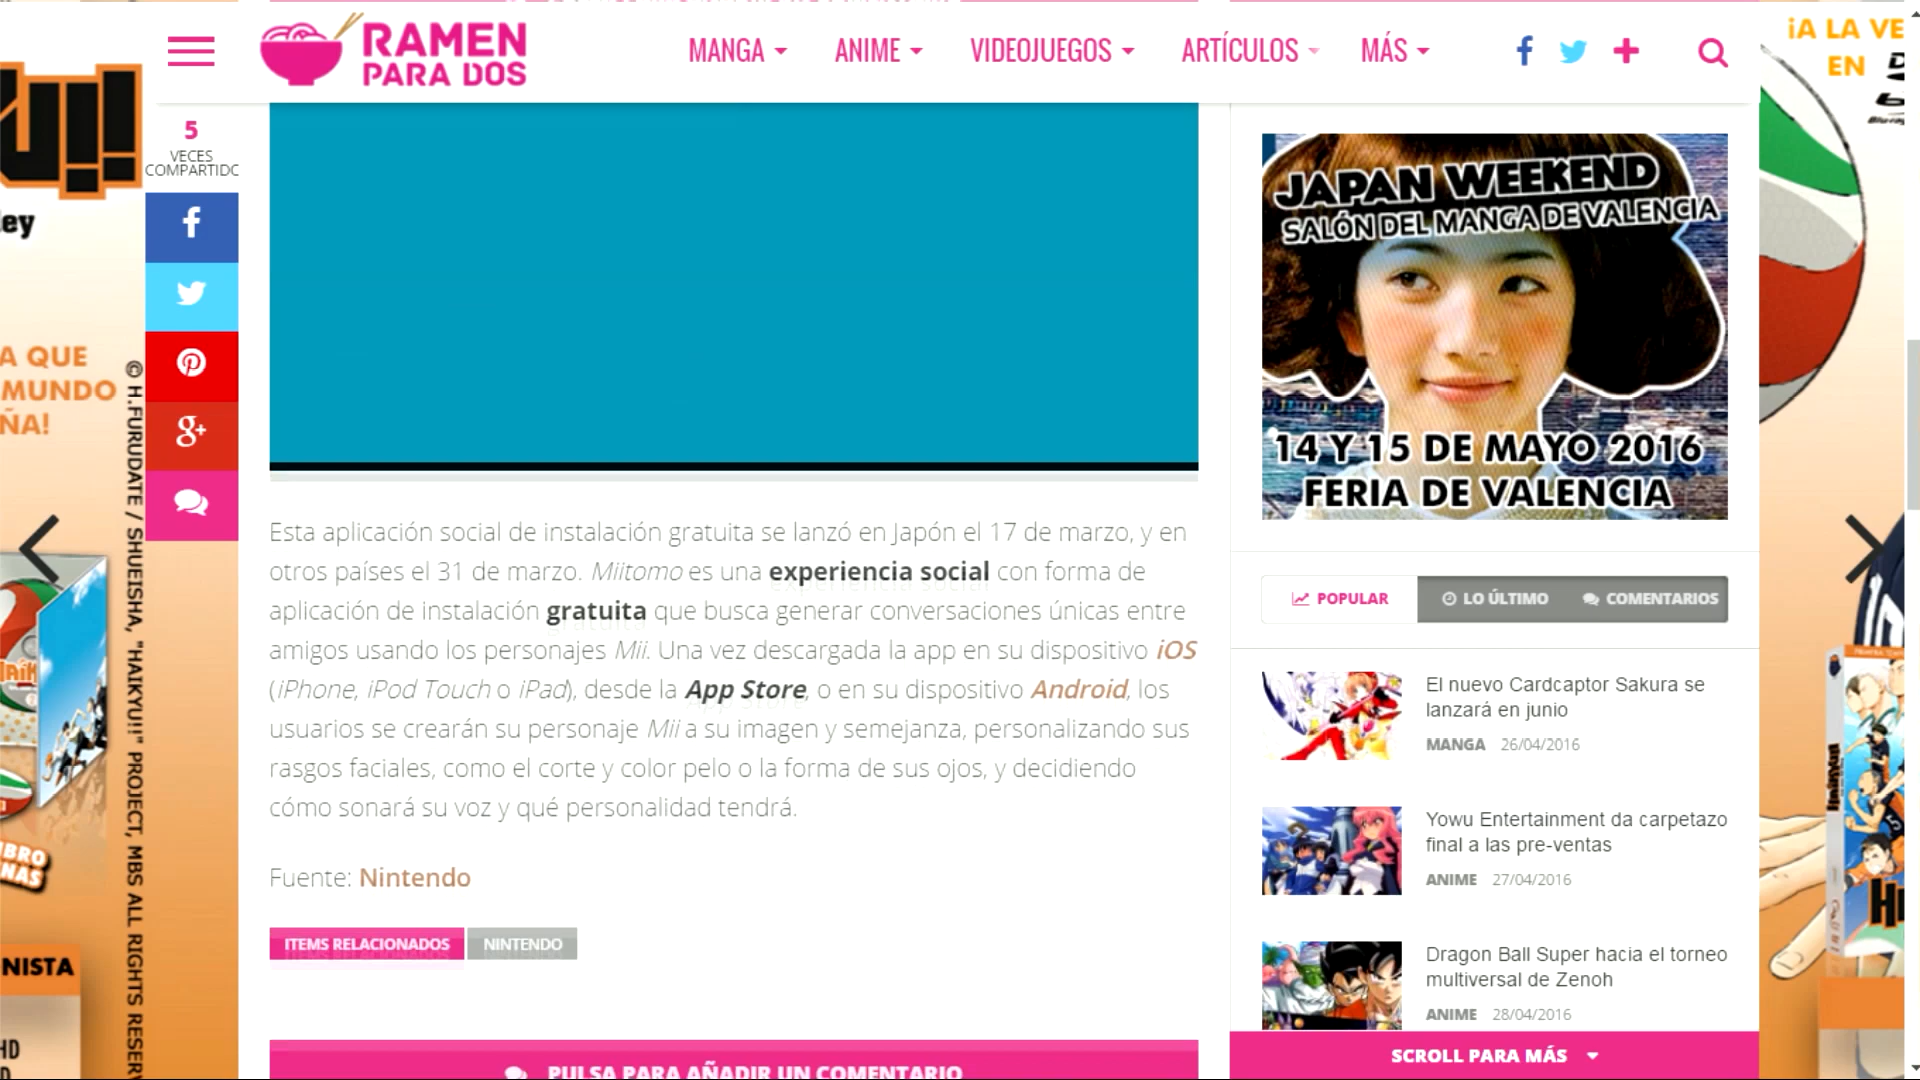 RAMEN
PARA DOS
MANGA
ANIME
VIDEOJUEGOS
ARTÍCULOS
MÁS
¡A LA VE
EN
ley
5
VECES
COMPARTIDO
A QUE
MUNDO
ÑA!
© H.FURUDATE / SHUEISHA, "HAIKYU!!" PROJECT, MBS ALL RIGHTS RESERV
NISTA
HD
JAPAN WEEKEND
SALÓN DEL MANGA DE VALENCIA
14 Y 15 DE MAYO 2016
FERIA DE VALENCIA
Esta aplicación social de instalación gratuita se lanzó en Japón el 17 de marzo, y en
otros países el 31 de marzo. Miitomo es una experiencia social con forma de
aplicación de instalación gratuita que busca generar conversaciones únicas entre
amigos usando los personajes Mii. Una vez descargada la app en su dispositivo iOS
(iPhone, iPod Touch o iPad), desde la App Store, o en su dispositivo Android, los
usuarios se crearán su personaje Mii a su imagen y semejanza, personalizando sus
rasgos faciales, como el corte y color pelo o la forma de sus ojos, y decidiendo
cómo sonará su voz y qué personalidad tendrá.
Fuente: Nintendo
ITEMS RELACIONADOS NINTENDO
PULSA PARA AÑADIR UN COMENTARIO
POPULAR LO ÚLTIMO COMENTARIOS
El nuevo Cardcaptor Sakura se
lanzará en junio
MANGA 26/04/2016
Yowu Entertainment da carpetazo
final a las pre-ventas
ANIME 27/04/2016
Dragon Ball Super hacia el torneo
multiversal de Zenoh
ANIME 28/04/2016
SCROLL PARA MÁS